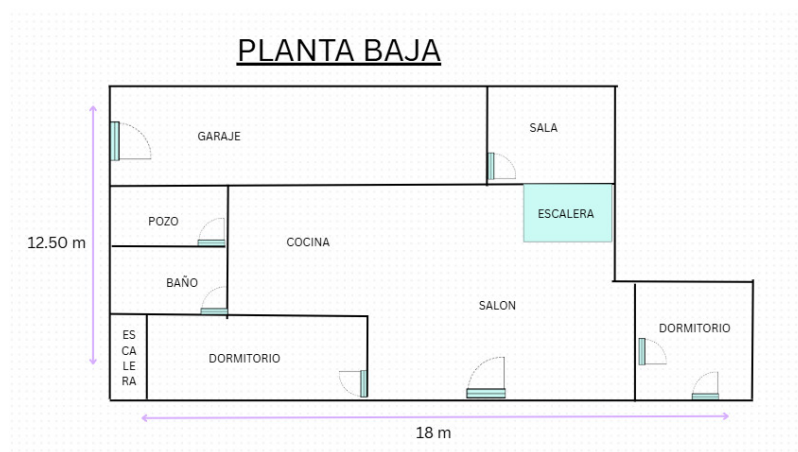 PLANTA BAJA
GARAJE
SALA
POZO
ESCALERA
12.50 m
COCINA
BAÑO
SALON
ES
CA
LE
RA
DORMITORIO
DORMITORIO
18 m